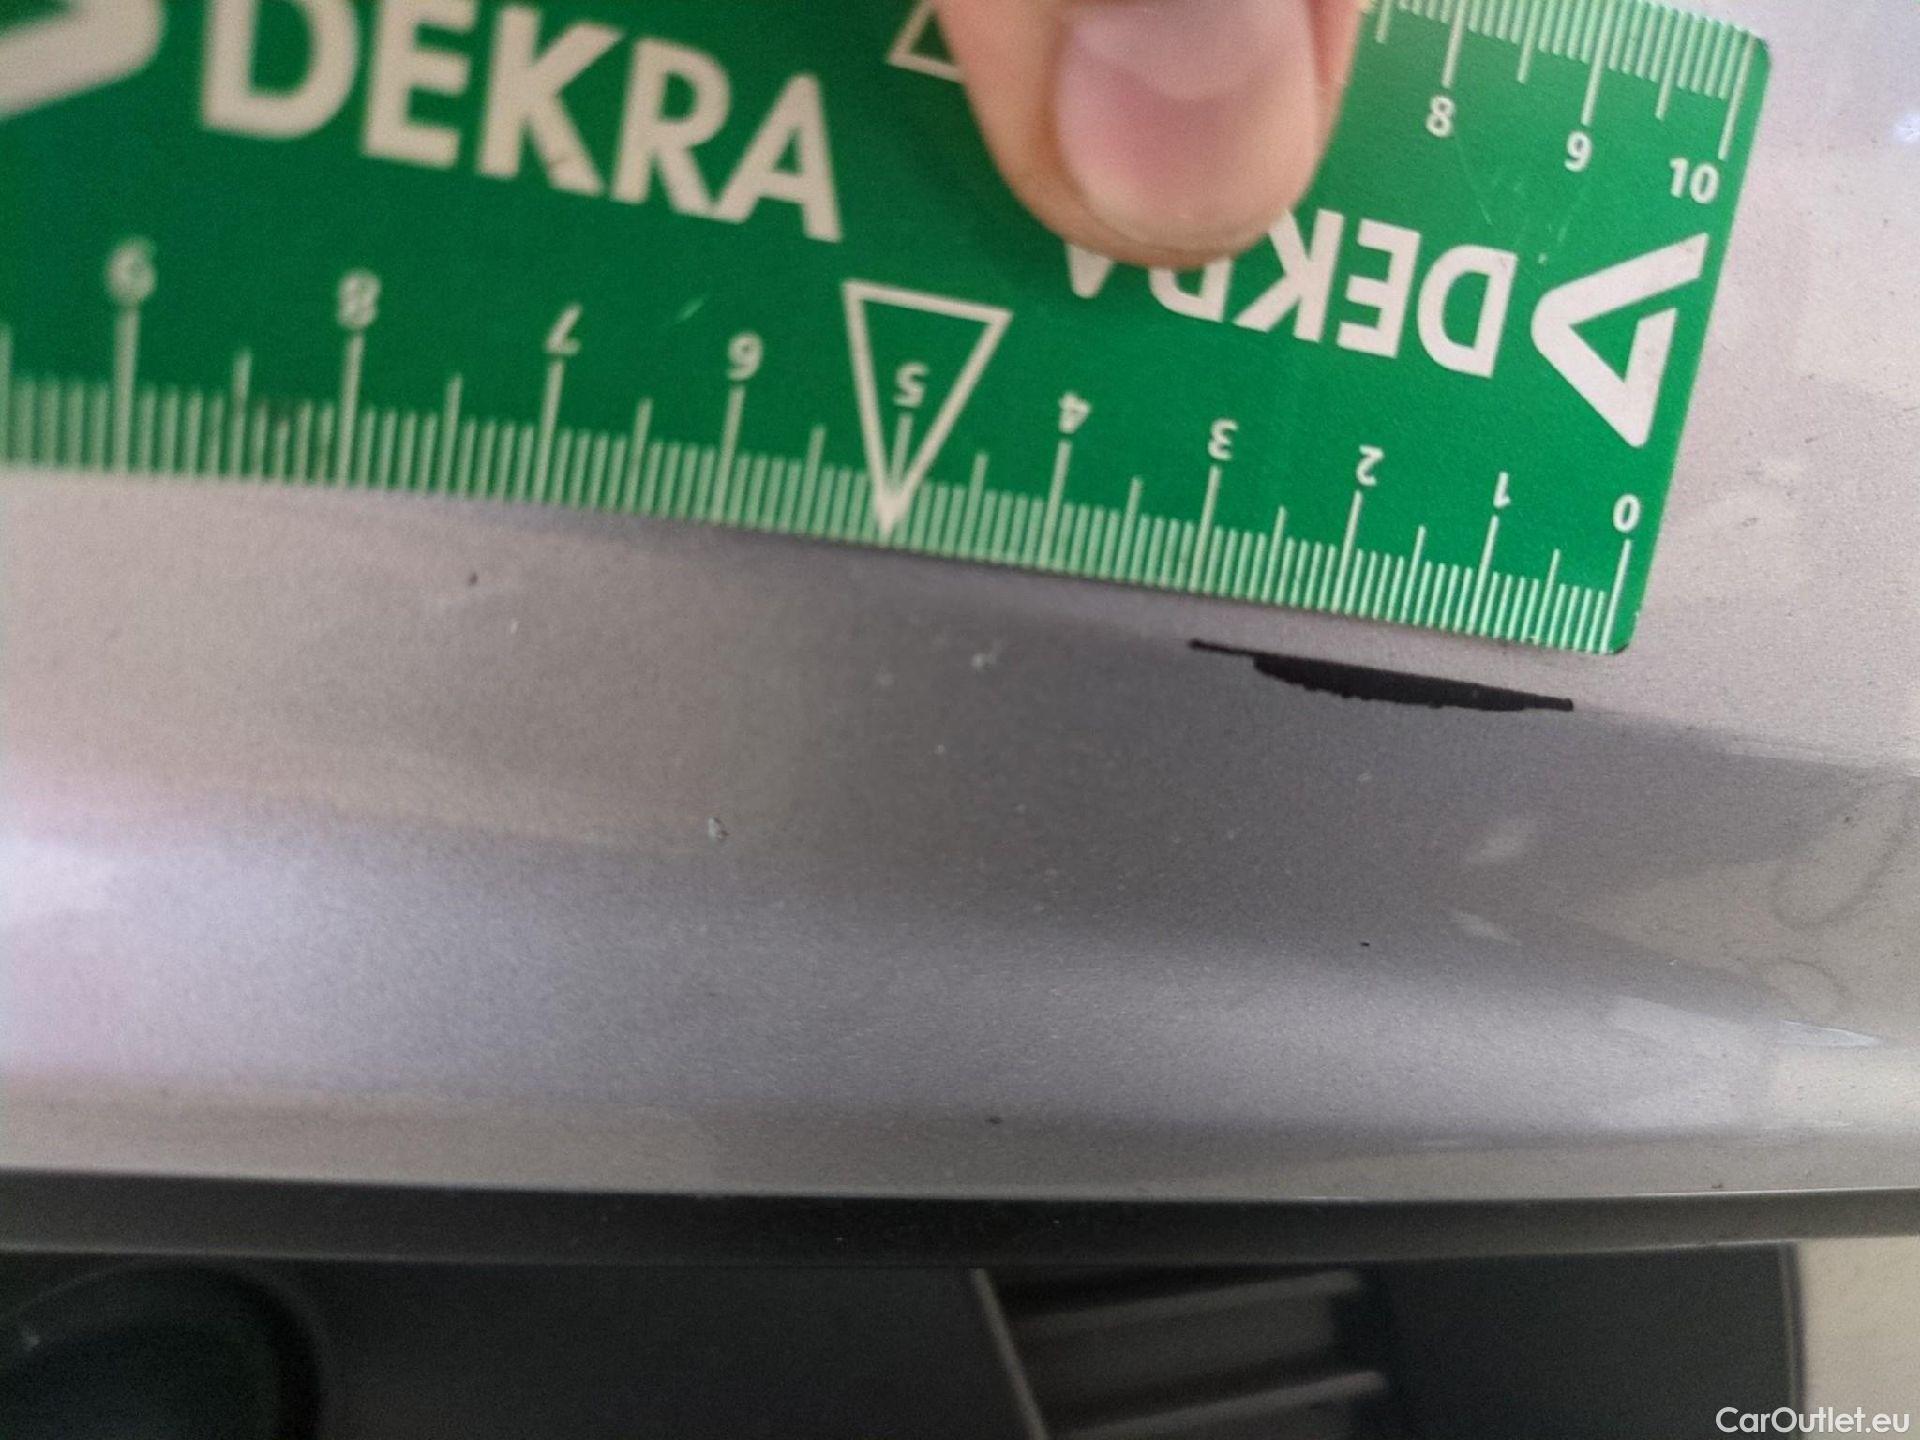 DEKRA
8 9 10
DEKRA
9 8 7 6 5 4 3 2 1 0
CarOutlet.eu